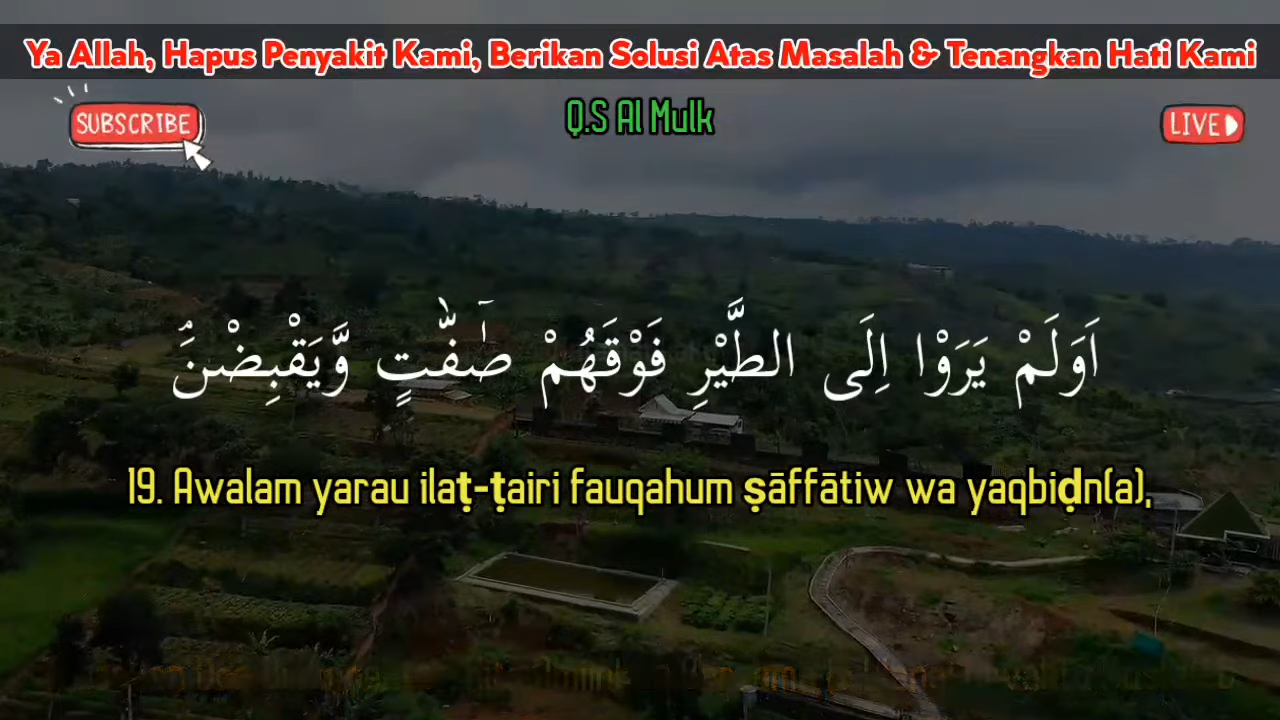 Ya Allah, Hapus Penyakit Kami, Berikan Solusi Atas Masalah & Tenangkan Hati Kami
SUBSCRIBE
Q.S Al Mulk
LIVE
اَوَلَمْ يَرَوْا اِلَى الطَّيْرِ فَوْقَهُمْ صٰۤفّٰتٍ وَّيَقْبِضْنَۘ
19. Awalam yarau ilaṭ-ṭairi fauqahum ṣāffātiw wa yaqbiḍn(a),